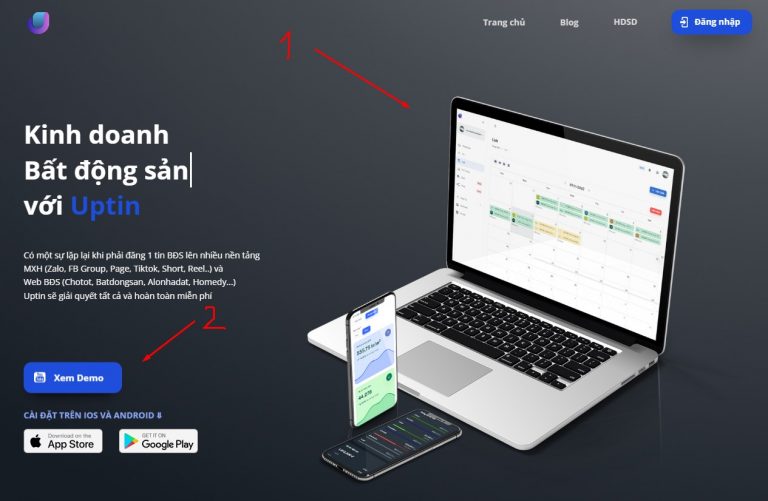 1
Trang chủ
Blog
HDSD
Đăng nhập
Kinh doanh
Bất động sản
với Uptin
Có một sự lặp lại khi phải đăng 1 tin BĐS lên nhiều nền tảng
MXH (Zalo, FB Group, Page, Tiktok, Short, Reel..) và
Web BĐS (Chotot, Batdongsan, Alonhadat, Homedy...)
Uptin sẽ giải quyết tất cả và hoàn toàn miễn phí
2
Xem Demo
CÀI ĐẶT TRÊN IOS VÀ ANDROID 8
Download on the
App Store
GET IT ON
Google Play
44,278